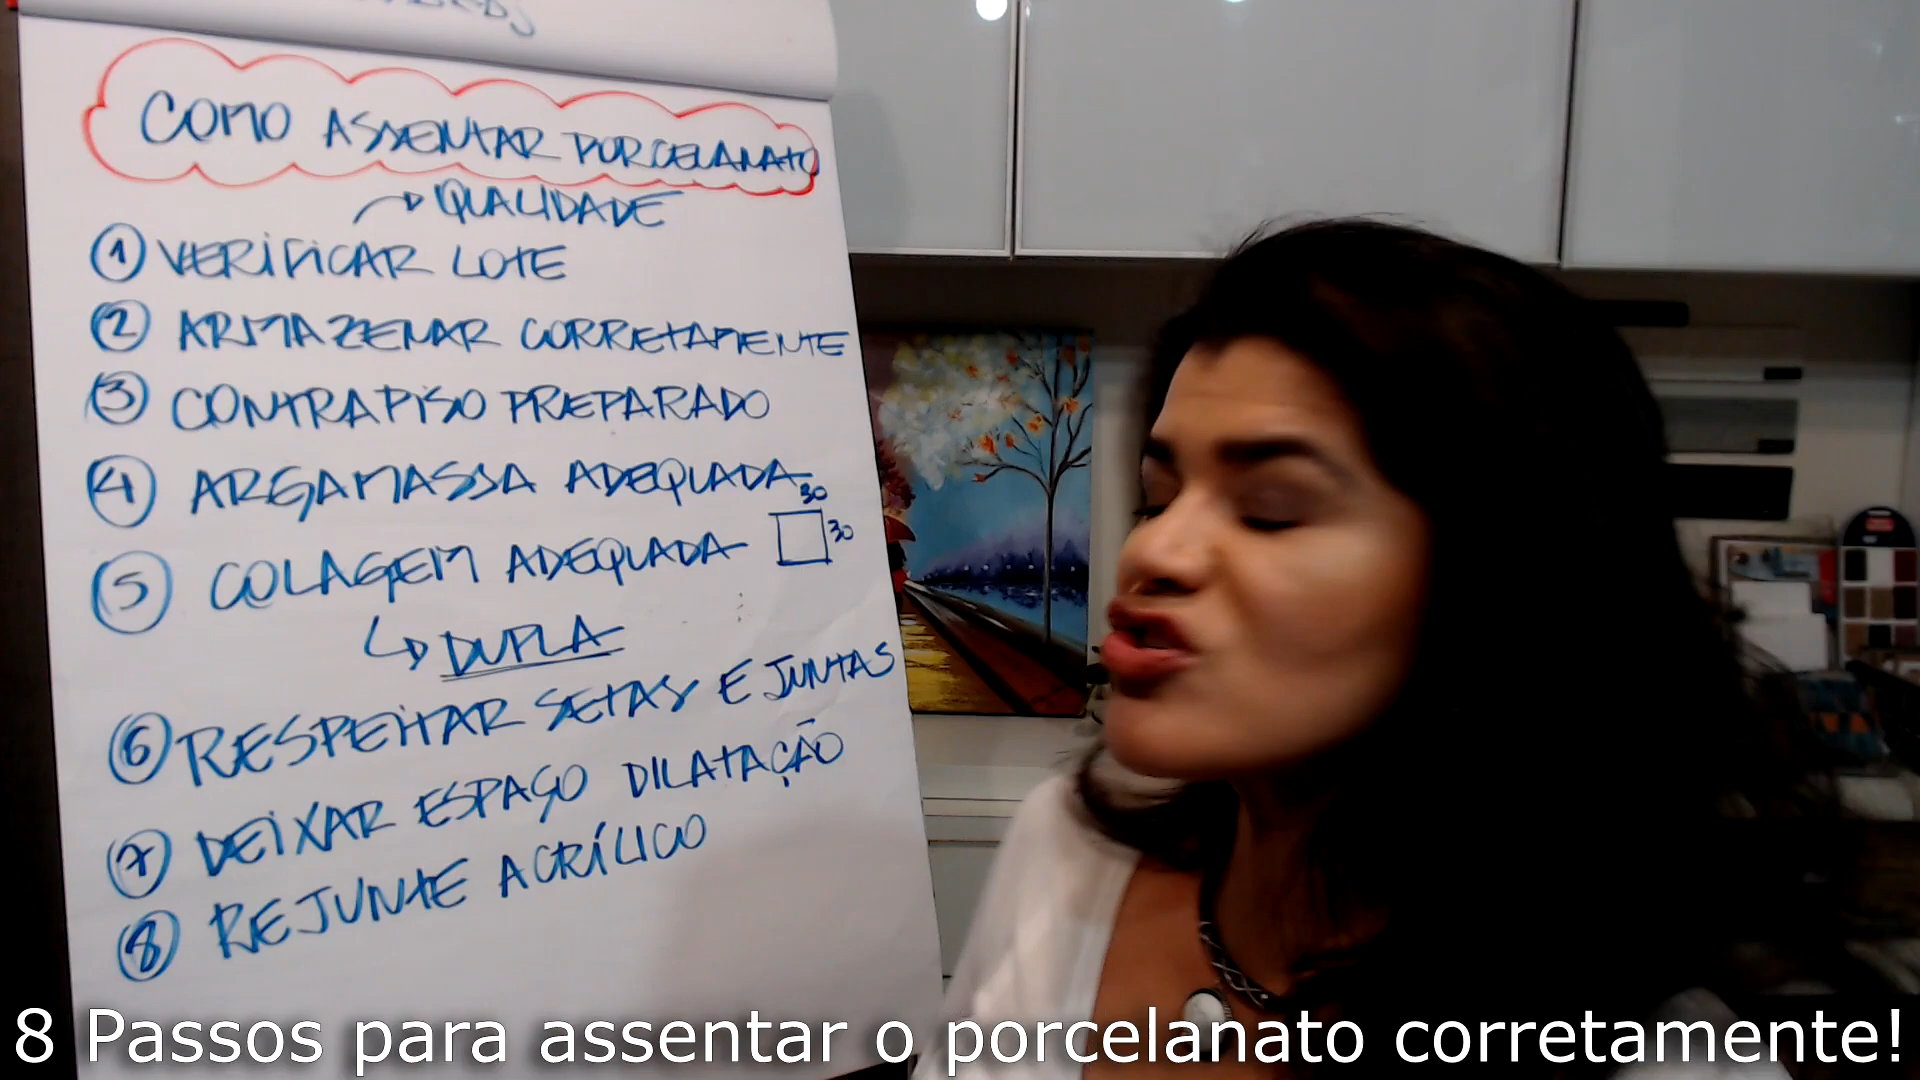 COMO ASSENTAR PORCELANATO
QUALIDADE
1 VERIFICAR LOTE
2 ARMAZENAR CORRETAMENTE
3 CONTRAPISO PREPARADO
4 ARGAMASSA ADEQUADA
30
5 COLAGEM ADEQUADA 30
DUPLA
6 RESPEITAR SETAS E JUNTAS
7 DEIXAR ESPAÇO DILATAÇÃO
8 REJUNTE ACRÍLICO
8 Passos para assentar o porcelanato corretamente!